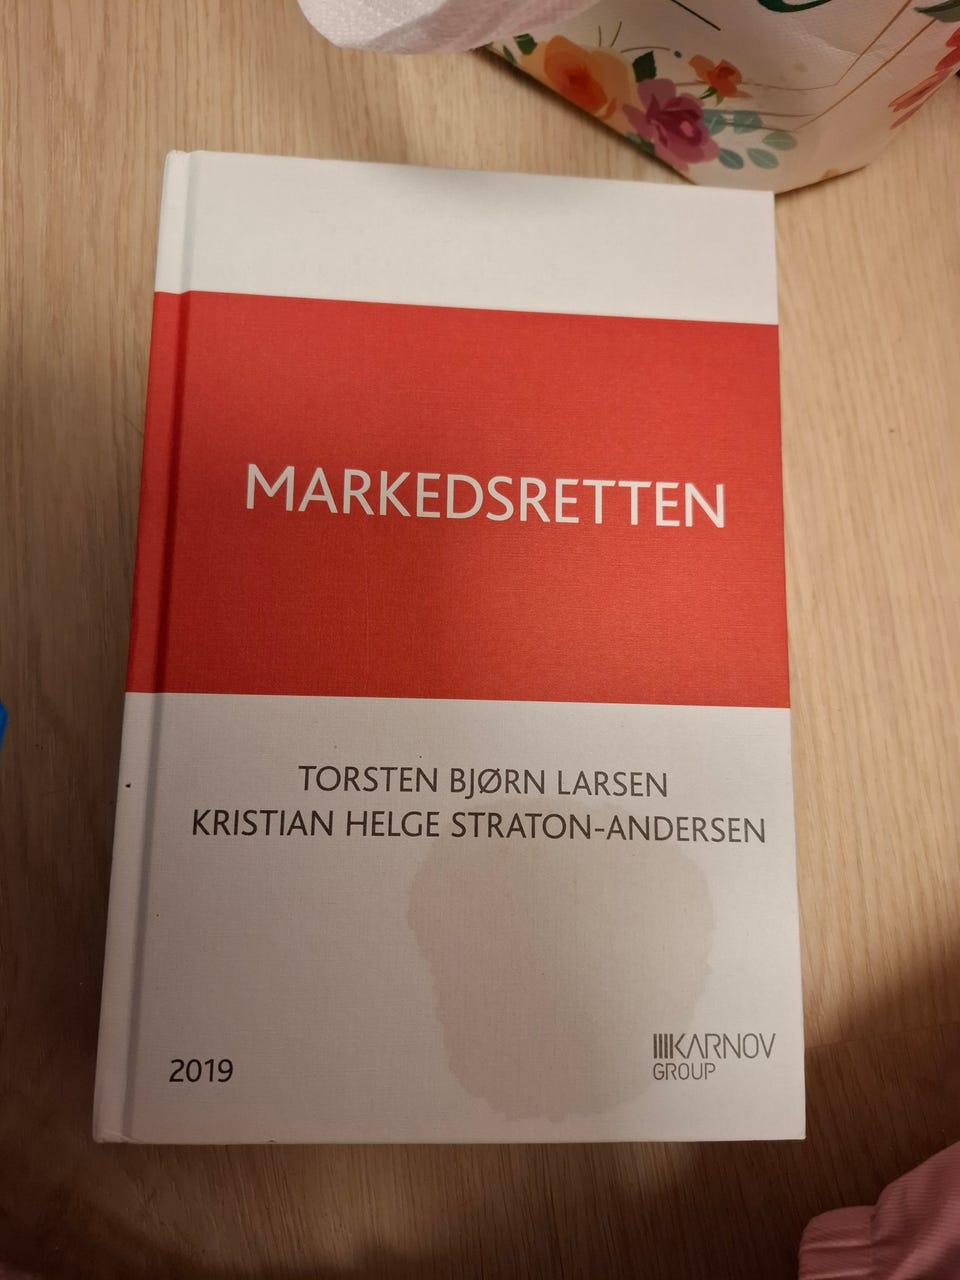 MARKEDSRETTEN
TORSTEN BJØRN LARSEN
KRISTIAN HELGE STRATON-ANDERSEN
2019
KARNOV
GROUP